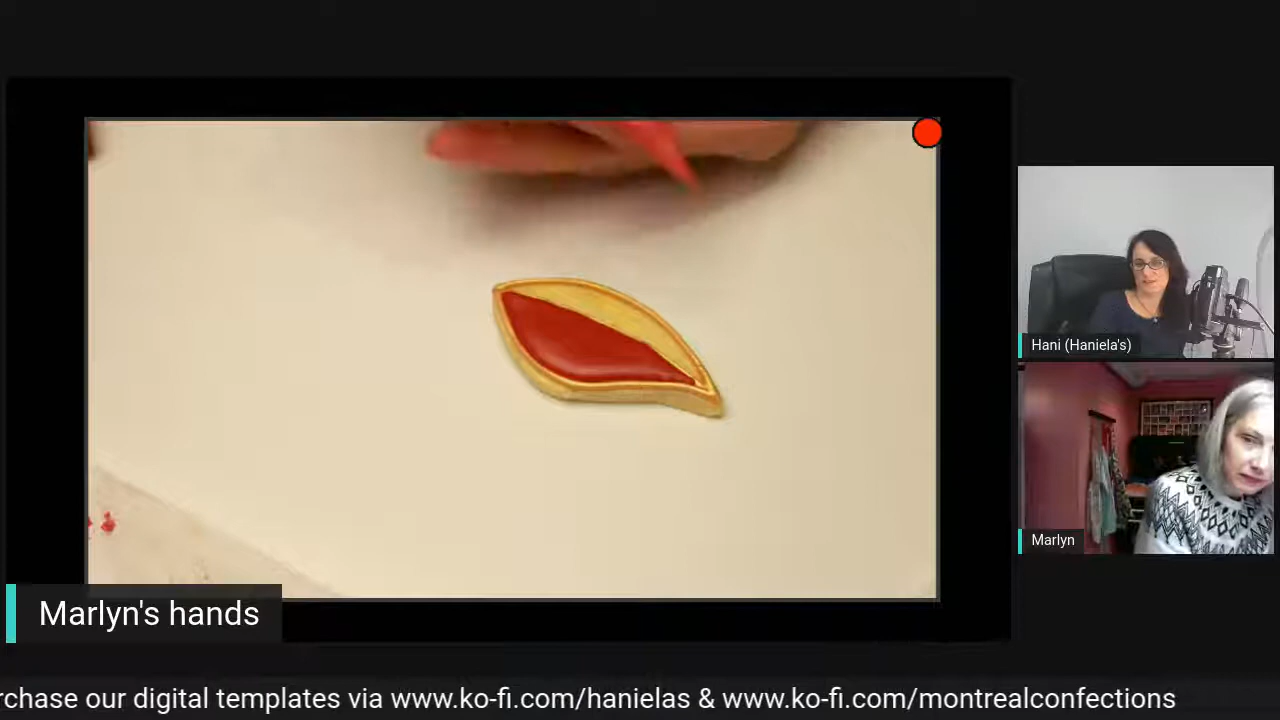 Hani (Haniela's)
Marlyn
Marlyn's hands
rchase our digital templates via www.ko-fi.com/hanielas & www.ko-fi.com/montrealconfections